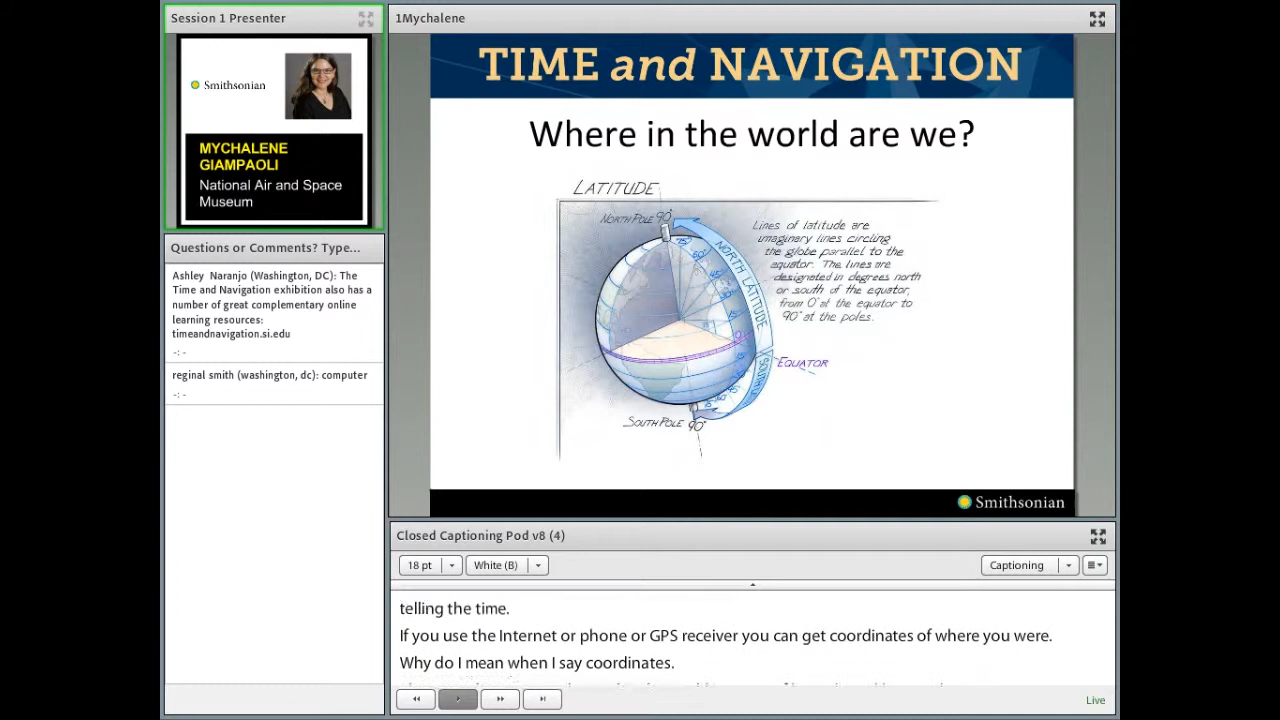 Session 1 Presenter
Smithsonian
MYCHALENE
GIAMPAOLI
National Air and Space
Museum
Questions or Comments? Type...
Ashley Naranjo (Washington, DC): The
Time and Navigation exhibition also has a
number of great complementary online
learning resources:
timeandnavigation.si.edu
-:-
reginal smith (washington, dc): computer
-:-
1Mychalene
TIME and NAVIGATION
Where in the world are we?
LATITUDE
NORTH POLE 90°
Lines of latitude are
imaginary lines circling
the globe parallel to the
equator. The lines are
designated in degrees north
or south of the equator,
from 0° at the equator to
90° at the poles.
75°
60°
45°
15°
NORTH LATITUDE
0°
EQUATOR
SOUTH POLE 90°
Smithsonian
Closed Captioning Pod v8 (4)
18 pt
White (B)
Captioning
telling the time.
If you use the Internet or phone or GPS receiver you can get coordinates of where you were.
Why do I mean when I say coordinates.
Live